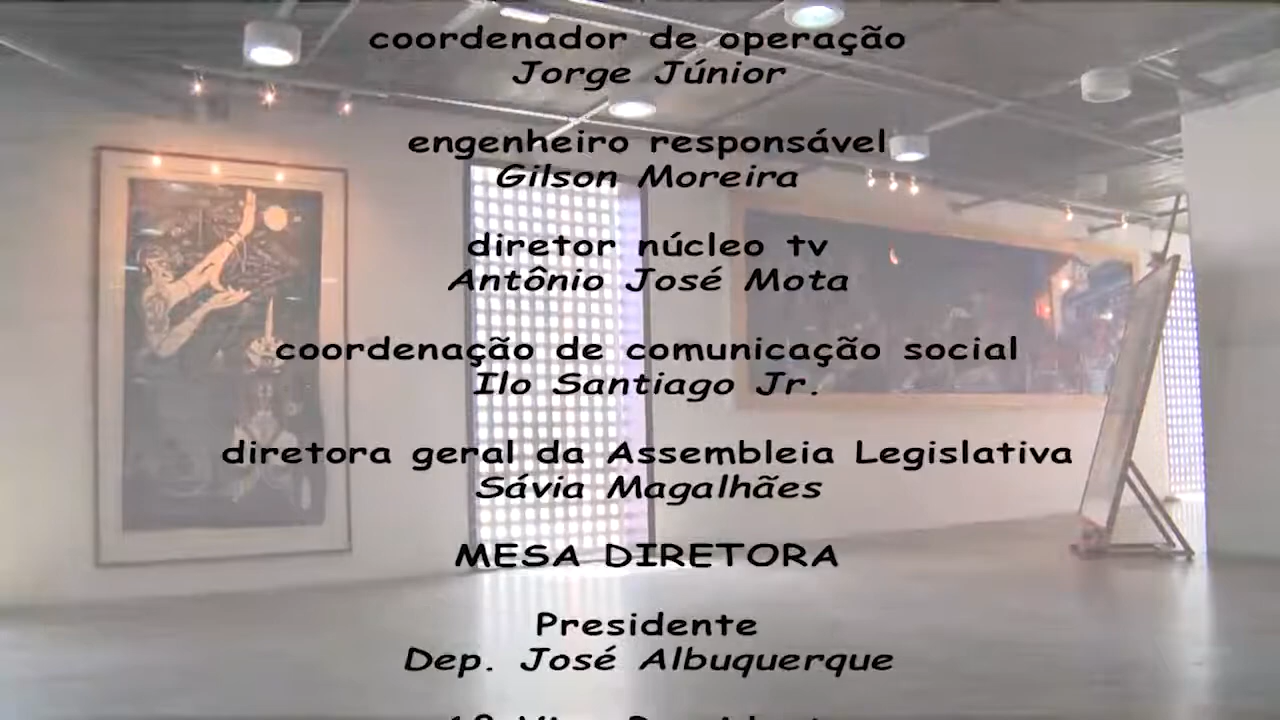 coordenador de operação
Jorge Júnior
engenheiro responsável
Gilson Moreira
diretor núcleo tv
Antônio José Mota
coordenação de comunicação social
Ilo Santiago Jr.
diretora geral da Assembleia Legislativa
Sávia Magalhães
MESA DIRETORA
Presidente
Dep. José Albuquerque